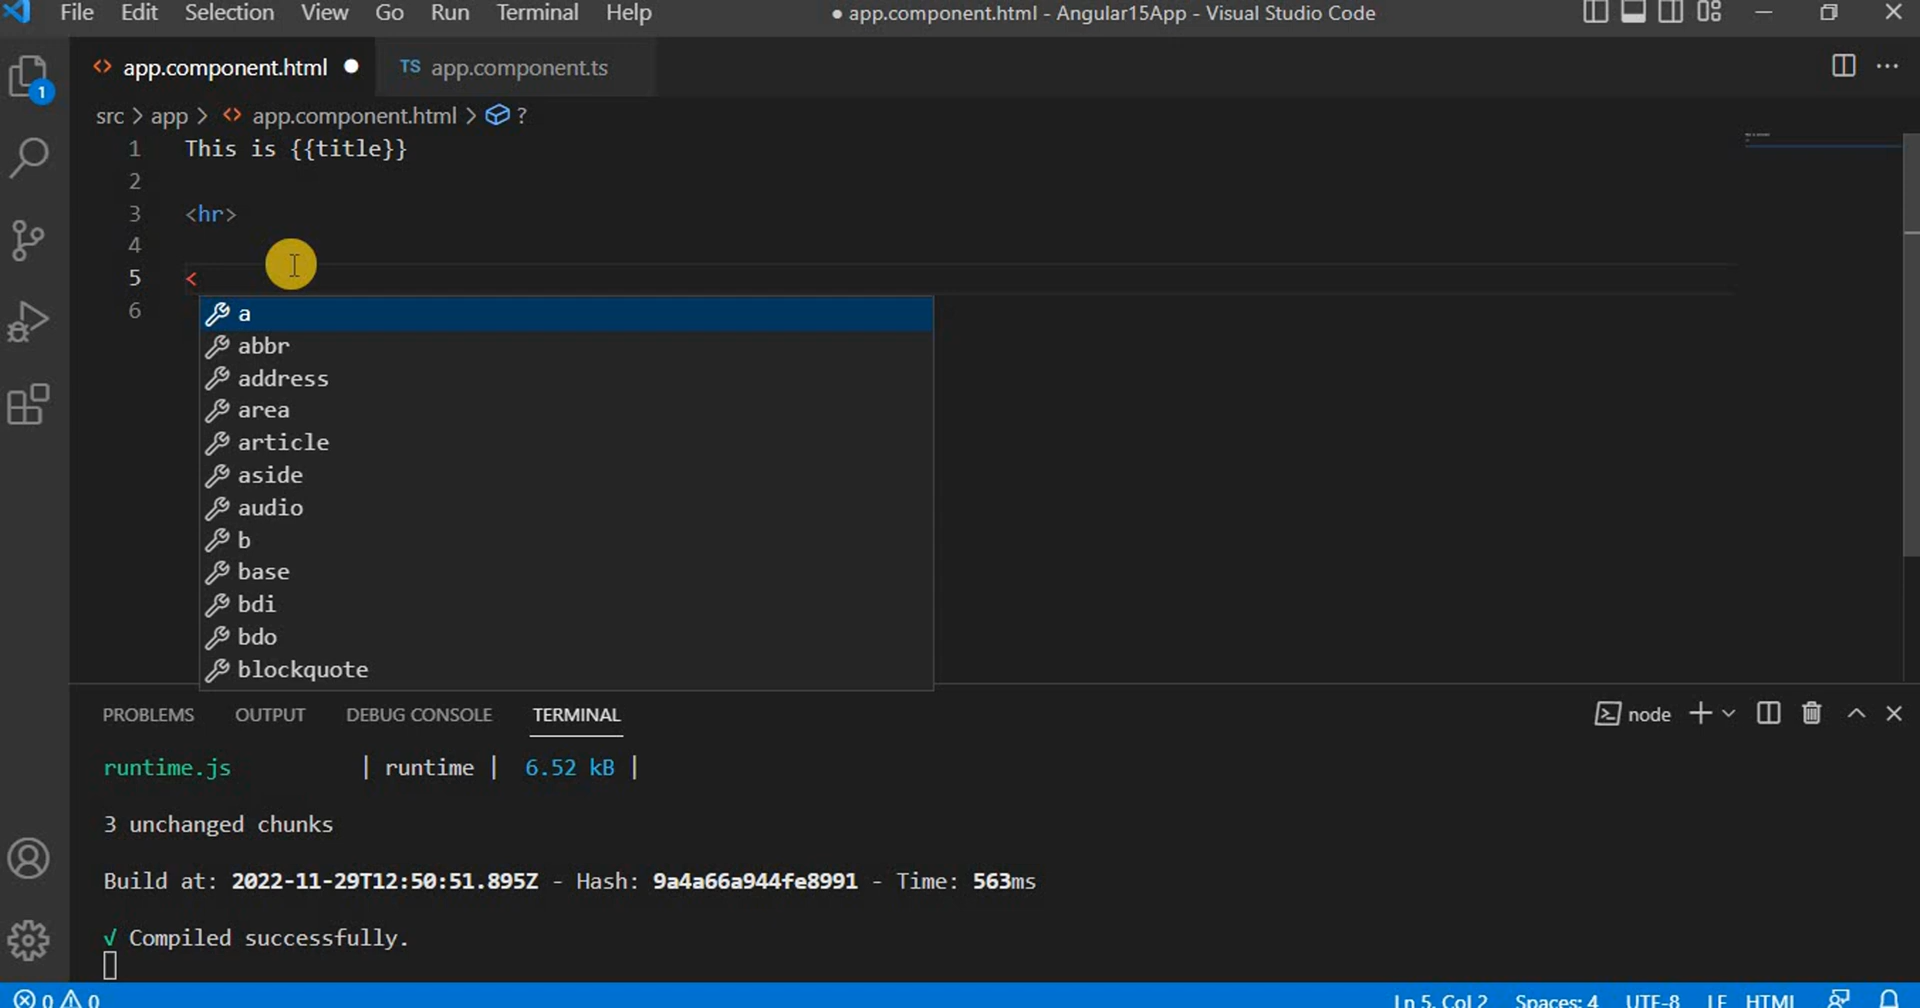 File Edit Selection View Go Run Terminal Help ● app.component.html - Angular15App - Visual Studio Code
app.component.html TS app.component.ts
1
src > app > app.component.html > ?
1 This is {{title}}
2
3 <hr>
4
5 <
6
a
abbr
address
area
article
aside
audio
b
base
bdi
bdo
blockquote
PROBLEMS OUTPUT DEBUG CONSOLE TERMINAL node
runtime.js | runtime | 6.52 kB |
3 unchanged chunks
Build at: 2022-11-29T12:50:51.895Z - Hash: 9a4a66a944fe8991 - Time: 563ms
√ Compiled successfully.
0 0 Ln 5, Col 2 Spaces: 4 UTF-8 LF HTML